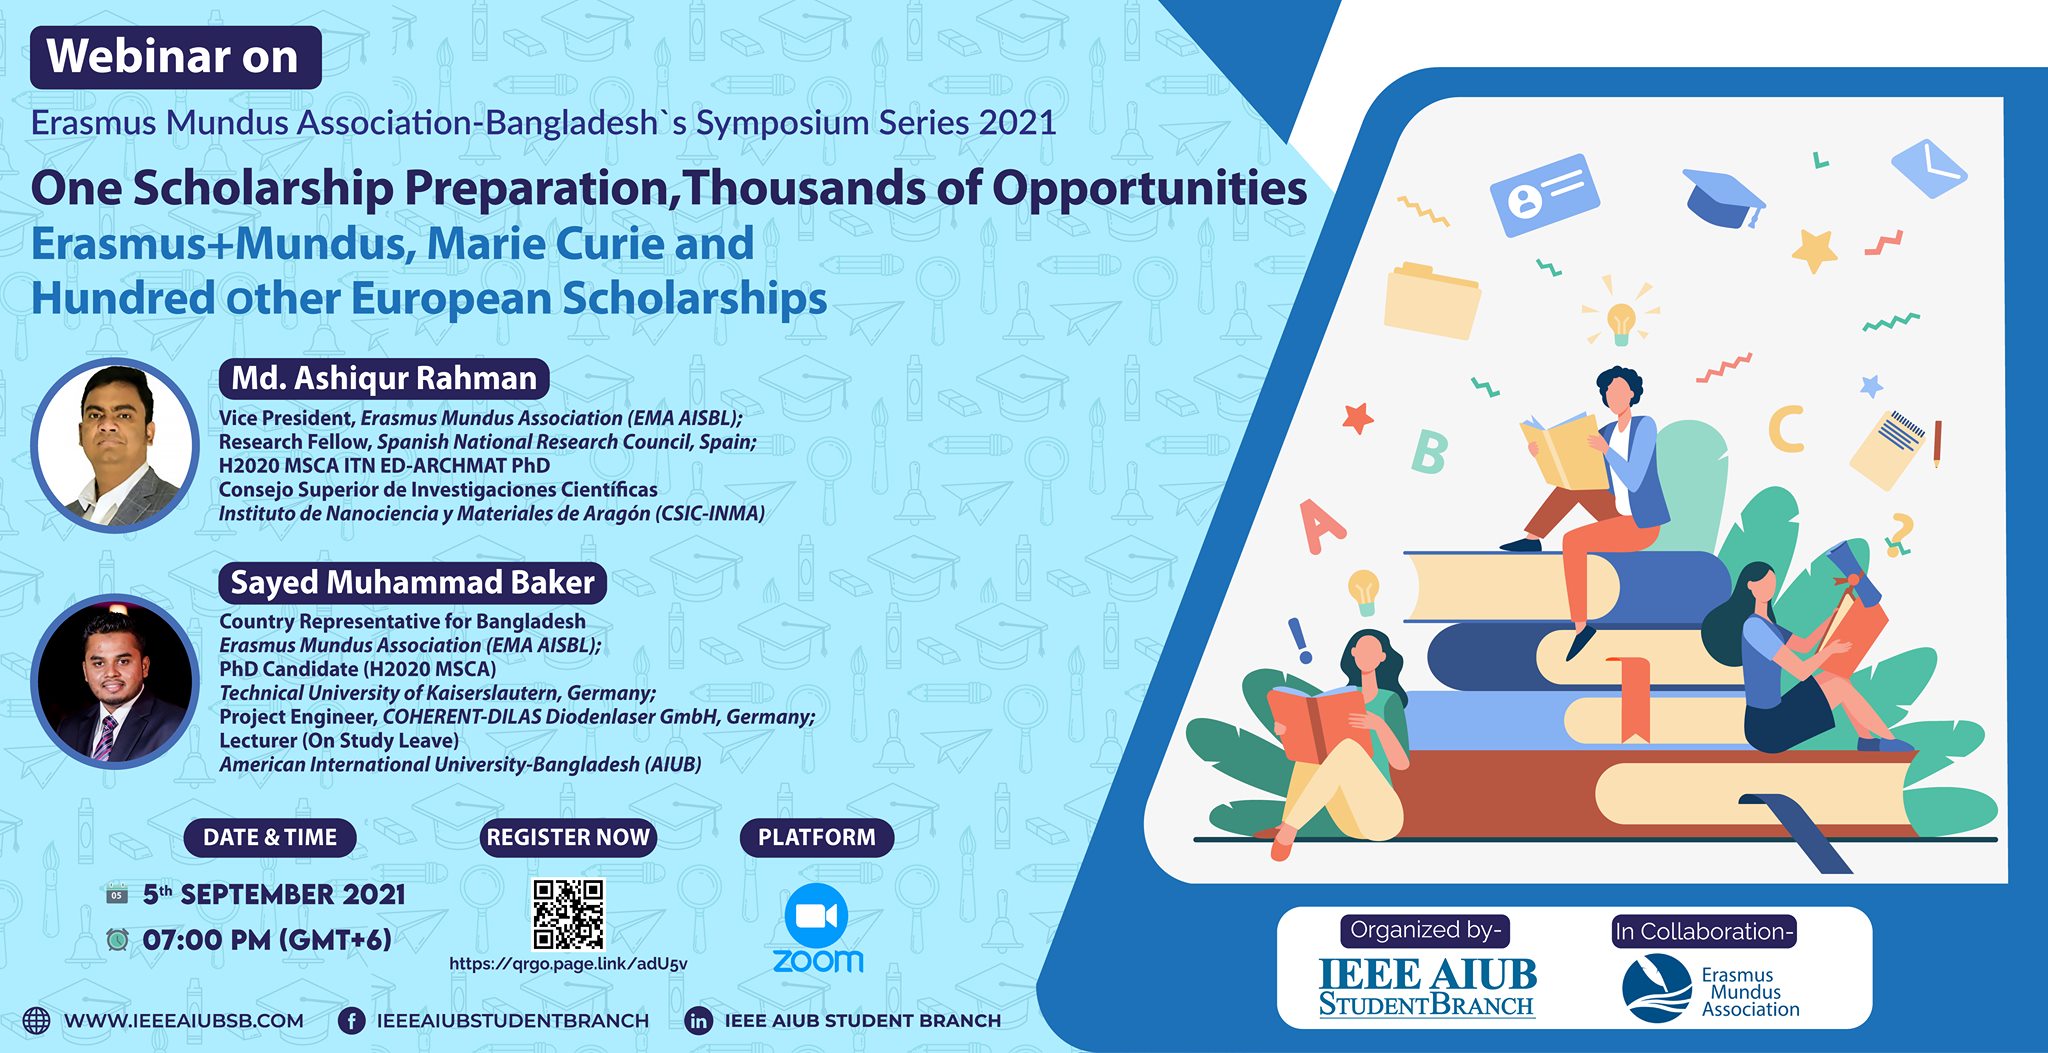 Webinar on
Erasmus Mundus Association-Bangladesh`s Symposium Series 2021
One Scholarship Preparation,Thousands of Opportunities
Erasmus+Mundus, Marie Curie and
Hundred Other European Scholarships
Md. Ashiqur Rahman
Vice President, Erasmus Mundus Association (EMA AISBL);
Research Fellow, Spanish National Research Council, Spain;
H2020 MSCA ITN ED-ARCHMAT PhD
Consejo Superior de Investigaciones Científicas
Instituto de Nanociencia y Materiales de Aragón (CSIC-INMA)
Sayed Muhammad Baker
Country Representative for Bangladesh
Erasmus Mundus Association (EMA AISBL);
PhD Candidate (H2020 MSCA)
Technical University of Kaiserslautern, Germany;
Project Engineer, COHERENT-DILAS Diodenlaser GmbH, Germany;
Lecturer (On Study Leave)
American International University-Bangladesh (AIUB)
DATE & TIME
05
5th SEPTEMBER 2021
07:00 PM (GMT+6)
REGISTER NOW
https://qrgo.page.link/adU5v
PLATFORM
zoom
WWW.IEEEAIUBSB.COM
IEEEAIUBSTUDENTBRANCH
in IEEE AIUB STUDENT BRANCH
A
B
C
?
!
Organized by-
IEEE AIUB
STUDENTBRANCH
In Collaboration-
Erasmus
Mundus
Association